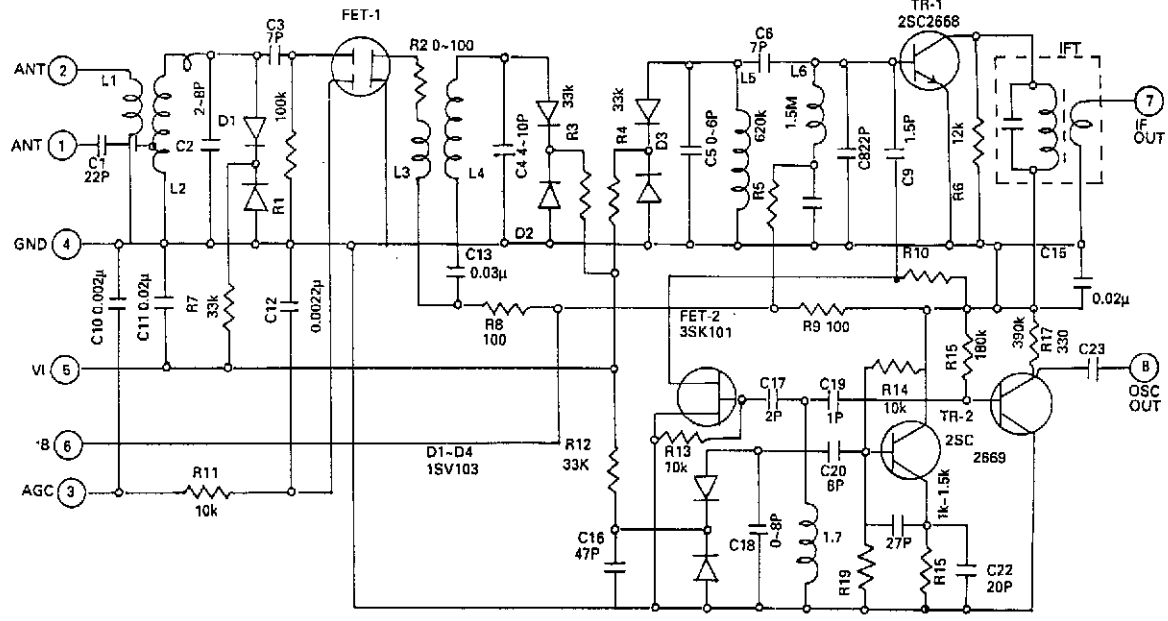 FET-1
TR-1
2SC2668
C3
7P
C6
7P
IFT
R2 0~100
ANT 2
L1
L5
L6
7
IF
OUT
2~8P
100k
33k
33k
D1
R3
R4
D3
C5 0~6P
620k
1.5M
C822P
1.5P
12k
ANT 1
C1
22P
C2
L2
R1
L3
L4
C4 4~10P
R5
C9
R6
D2
GND 4
C13
0.03µ
R10
C15
C10 0.002µ
C11 0.02µ
R7
33k
C12
0.0022µ
R8
100
FET-2
3SK101
R9 100
0.02µ
R15
180k
390k
R17
330
C23
VI 5
8
OSC
OUT
C17
2P
C19
1P
R14
10k
TR-2
2SC
2669
+B 6
D1~D4
1SV103
R12
33K
R13
10k
C20
8P
1k-1.5k
AGC 3
R11
10k
C16
47P
C18
0~8P
1.7
27P
R19
R15
C22
20P